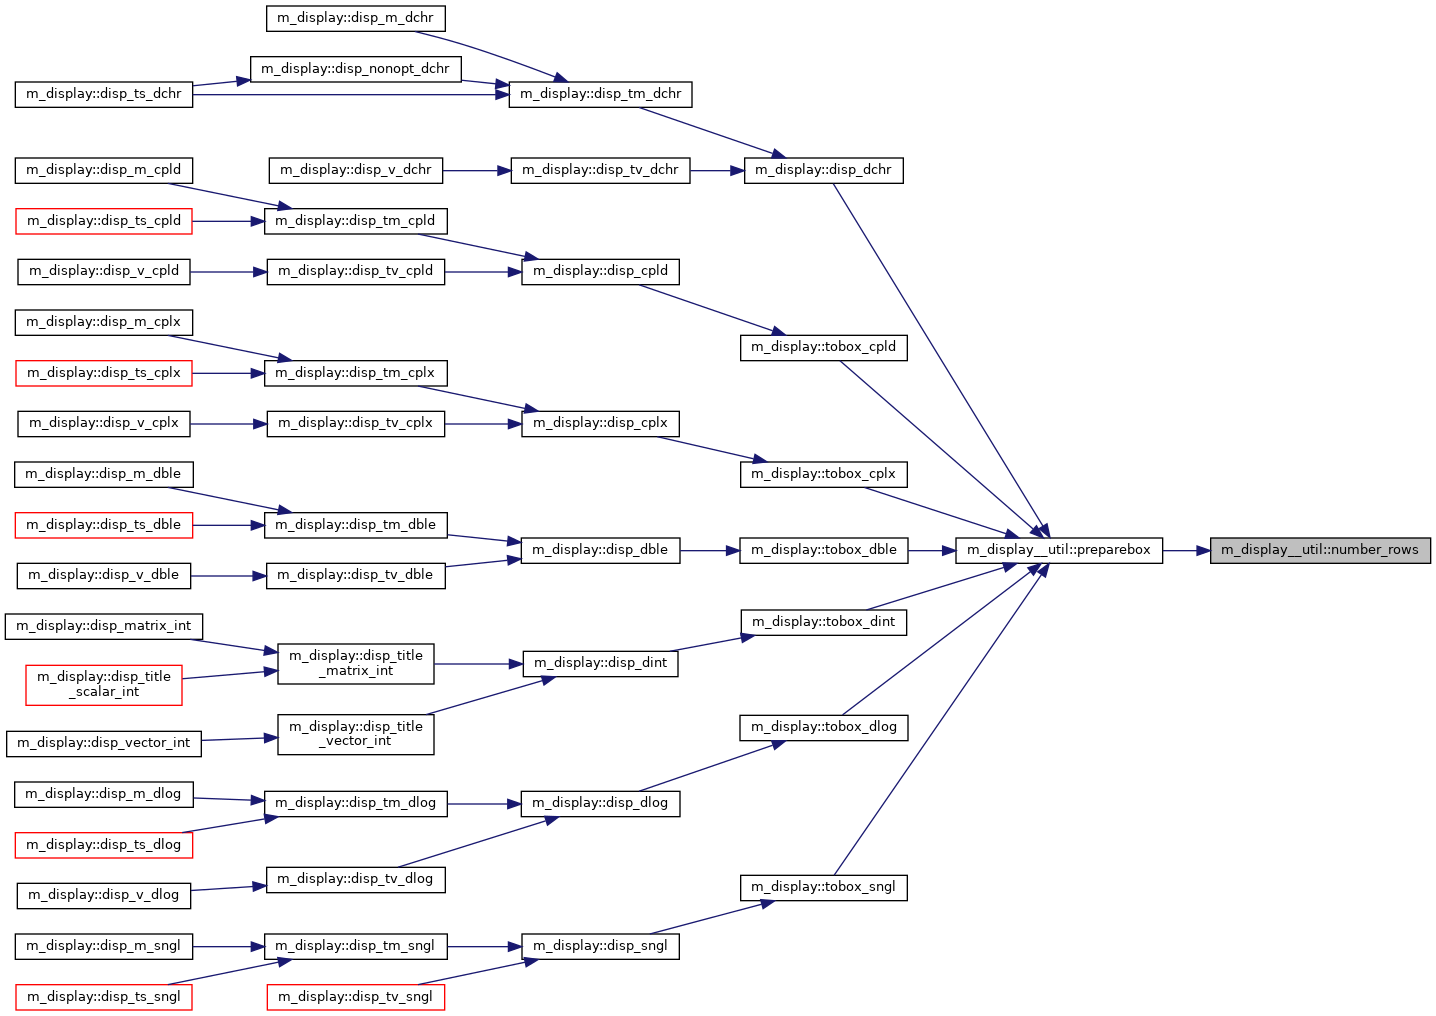 m_display::disp_m_dchr
m_display::disp_nonopt_dchr
m_display::disp_ts_dchr
m_display::disp_tm_dchr
m_display::disp_m_cpld
m_display::disp_v_dchr
m_display::disp_tv_dchr
m_display::disp_dchr
m_display::disp_ts_cpld
m_display::disp_tm_cpld
m_display::disp_v_cpld
m_display::disp_tv_cpld
m_display::disp_cpld
m_display::disp_m_cplx
m_display::tobox_cpld
m_display::disp_ts_cplx
m_display::disp_tm_cplx
m_display::disp_v_cplx
m_display::disp_tv_cplx
m_display::disp_cplx
m_display::disp_m_dble
m_display::tobox_cplx
m_display::disp_ts_dble
m_display::disp_tm_dble
m_display::disp_dble
m_display::tobox_dble
m_display__util::preparebox
m_display__util::number_rows
m_display::disp_v_dble
m_display::disp_tv_dble
m_display::disp_matrix_int
m_display::tobox_dint
m_display::disp_title
_matrix_int
m_display::disp_dint
m_display::disp_title
_scalar_int
m_display::disp_vector_int
m_display::disp_title
_vector_int
m_display::tobox_dlog
m_display::disp_m_dlog
m_display::disp_tm_dlog
m_display::disp_dlog
m_display::disp_ts_dlog
m_display::disp_v_dlog
m_display::disp_tv_dlog
m_display::tobox_sngl
m_display::disp_m_sngl
m_display::disp_tm_sngl
m_display::disp_sngl
m_display::disp_ts_sngl
m_display::disp_tv_sngl